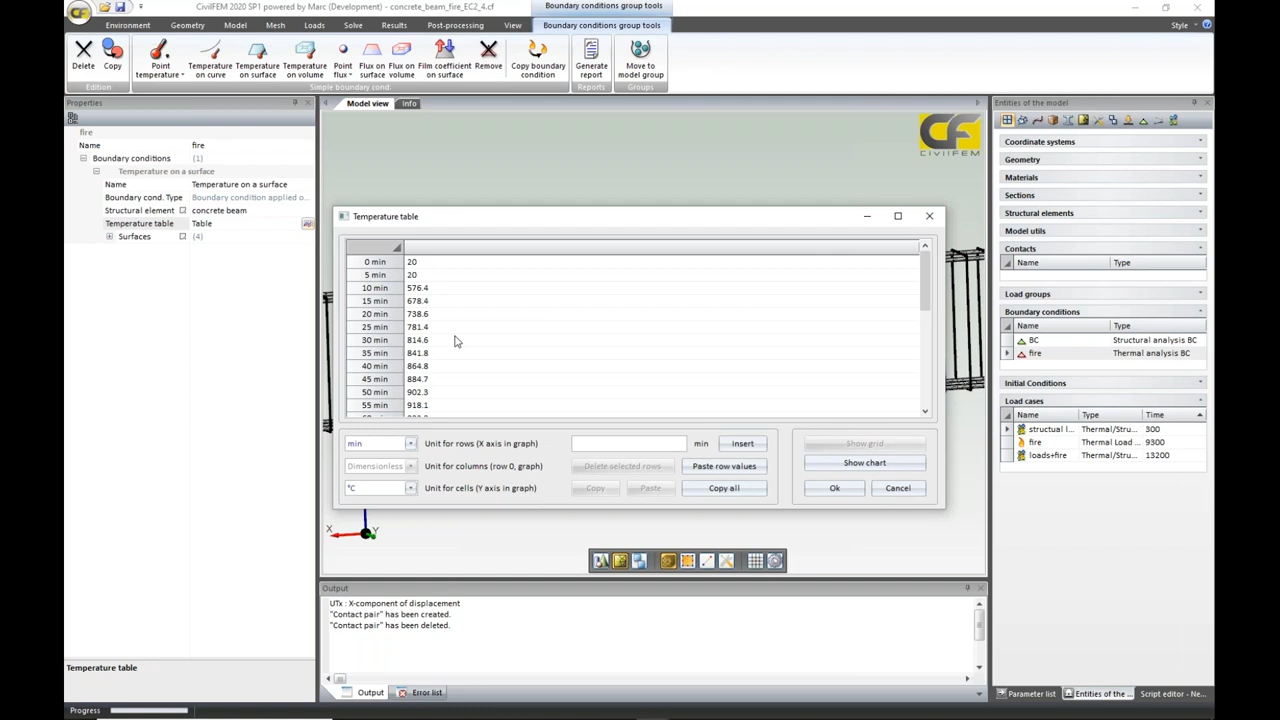 CivilFEM 2020 SP1 powered by Marc (Development) - concrete_beam_fire_EC2_4.cf
Boundary conditions group tools
Environment Geometry Model Mesh Loads Solve Results Post-processing View Boundary conditions group tools Style
Delete Copy Point temperature Temperature on curve Temperature on surface Temperature on volume Point flux Flux on surface Flux on volume Film coefficient on surface Remove Copy boundary condition Generate report Move to model group
Edition Simple boundary cond. Reports Groups
Properties
Model view Info
Entities of the model
fire
Name fire
Boundary conditions (1)
Temperature on a surface
Name Temperature on a surface
Boundary cond. Type Boundary condition applied o...
Structural element concrete beam
Temperature table Table
Surfaces (4)
CF
CIVILFEM
Temperature table
0 min 20
5 min 20
10 min 576.4
15 min 678.4
20 min 738.6
25 min 781.4
30 min 814.6
35 min 841.8
40 min 864.8
45 min 884.7
50 min 902.3
55 min 918.1
min Unit for rows (X axis in graph) min Insert Show grid
Dimensionless Unit for columns (row 0, graph) Delete selected rows Paste row values Show chart
°C Unit for cells (Y axis in graph) Copy Paste Copy all Ok Cancel
X Y
Coordinate systems
Geometry
Materials
Sections
Structural elements
Model utils
Contacts
Name Type
Load groups
Boundary conditions
Name Type
BC Structural analysis BC
fire Thermal analysis BC
Initial Conditions
Load cases
Name Type Time
structual l... Thermal/Stru... 300
fire Thermal Load ... 9300
loads+fire Thermal/Stru... 13200
Output
UTx : X-component of displacement
"Contact pair" has been created.
"Contact pair" has been deleted.
Temperature table
Output Error list
Parameter list Entities of the... Script editor - Ne...
Progress